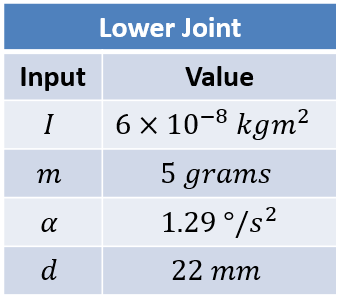 Lower Joint
Input Value
I 6 × 10⁻⁸ kgm²
m 5 grams
α 1.29 °/s²
d 22 mm